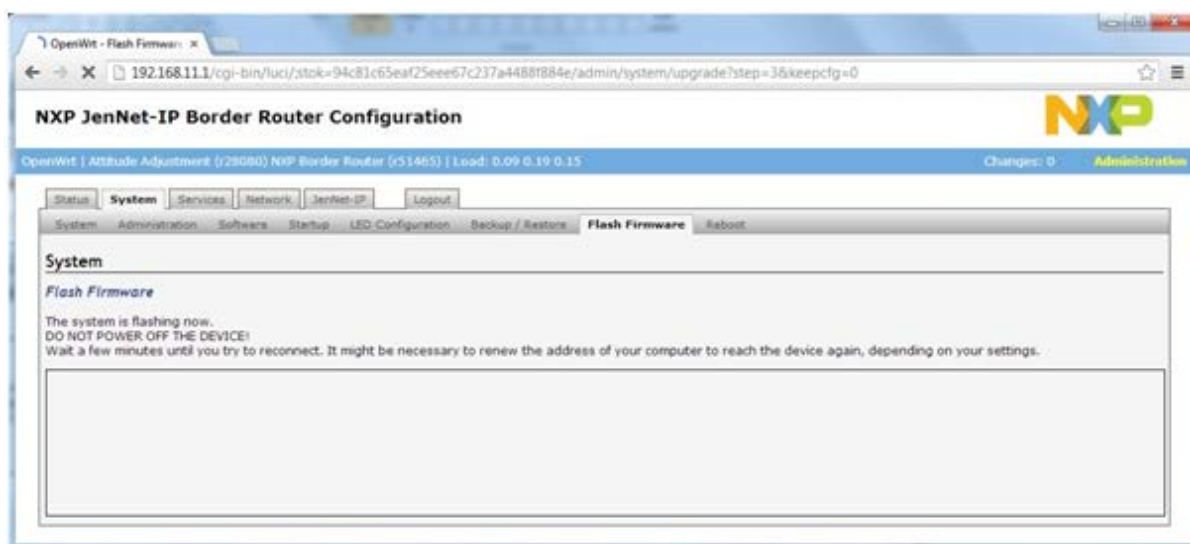 OpenWrt - Flash Firmware ×
192.168.11.1/cgi-bin/luci/;stok=94c81c65eaf25eee67c237a4488f884e/admin/system/upgrade?step=3&keepcfg=0
NXP JenNet-IP Border Router Configuration
NXP
OpenWrt | Attitude Adjustment (r28080) NXP Border Router (r51465) | Load: 0.09 0.19 0.15 Changes: 0 Administration
Status System Services Network JenNet-IP Logout
System Administration Software Startup LED Configuration Backup / Restore Flash Firmware Reboot
System
Flash Firmware
The system is flashing now.
DO NOT POWER OFF THE DEVICE!
Wait a few minutes until you try to reconnect. It might be necessary to renew the address of your computer to reach the device again, depending on your settings.